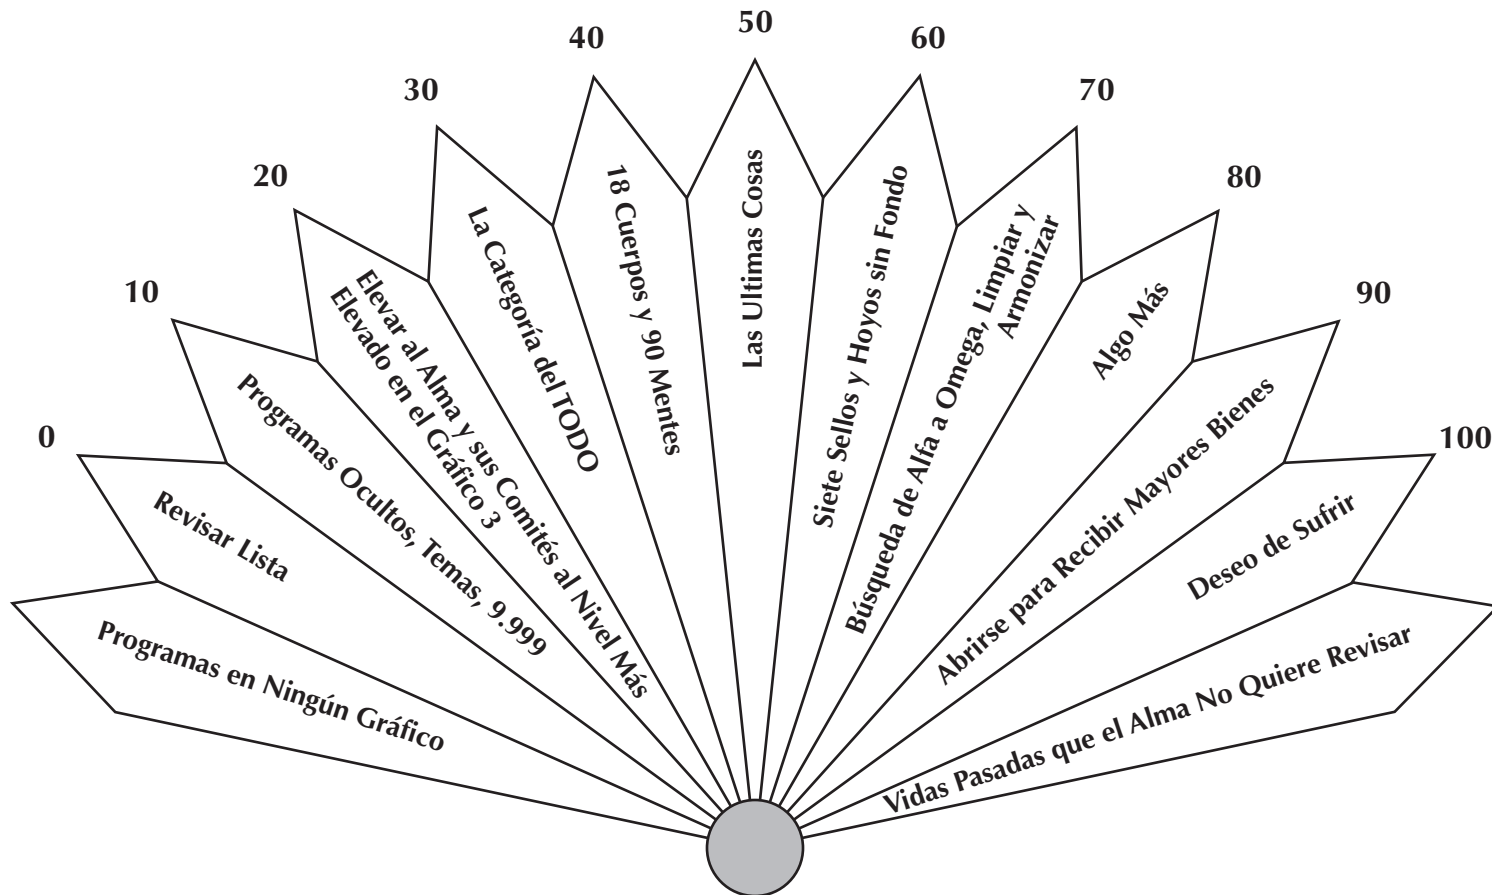 0
10
20
30
40
50
60
70
80
90
100
Programas en Ningún Gráfico
Revisar Lista
Programas Ocultos, Temas, 9.999
Elevar al Alma y sus Comités al Nivel Más
Elevado en el Gráfico 3
La Categoría del TODO
18 Cuerpos y 90 Mentes
Las Ultimas Cosas
Siete Sellos y Hoyos sin Fondo
Búsqueda de Alfa a Omega, Limpiar y
Armonizar
Algo Más
Abrirse para Recibir Mayores Bienes
Deseo de Sufrir
Vidas Pasadas que el Alma No Quiere Revisar